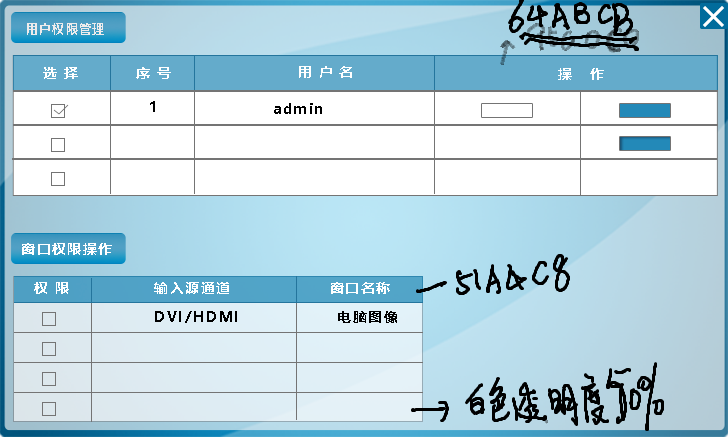 用户权限管理
64ABCB
选择 序号 用户名 操作
1 admin
窗口权限操作
权限 输入源通道 窗口名称
51A4C8
DVI/HDMI 电脑图像
白色透明度50%